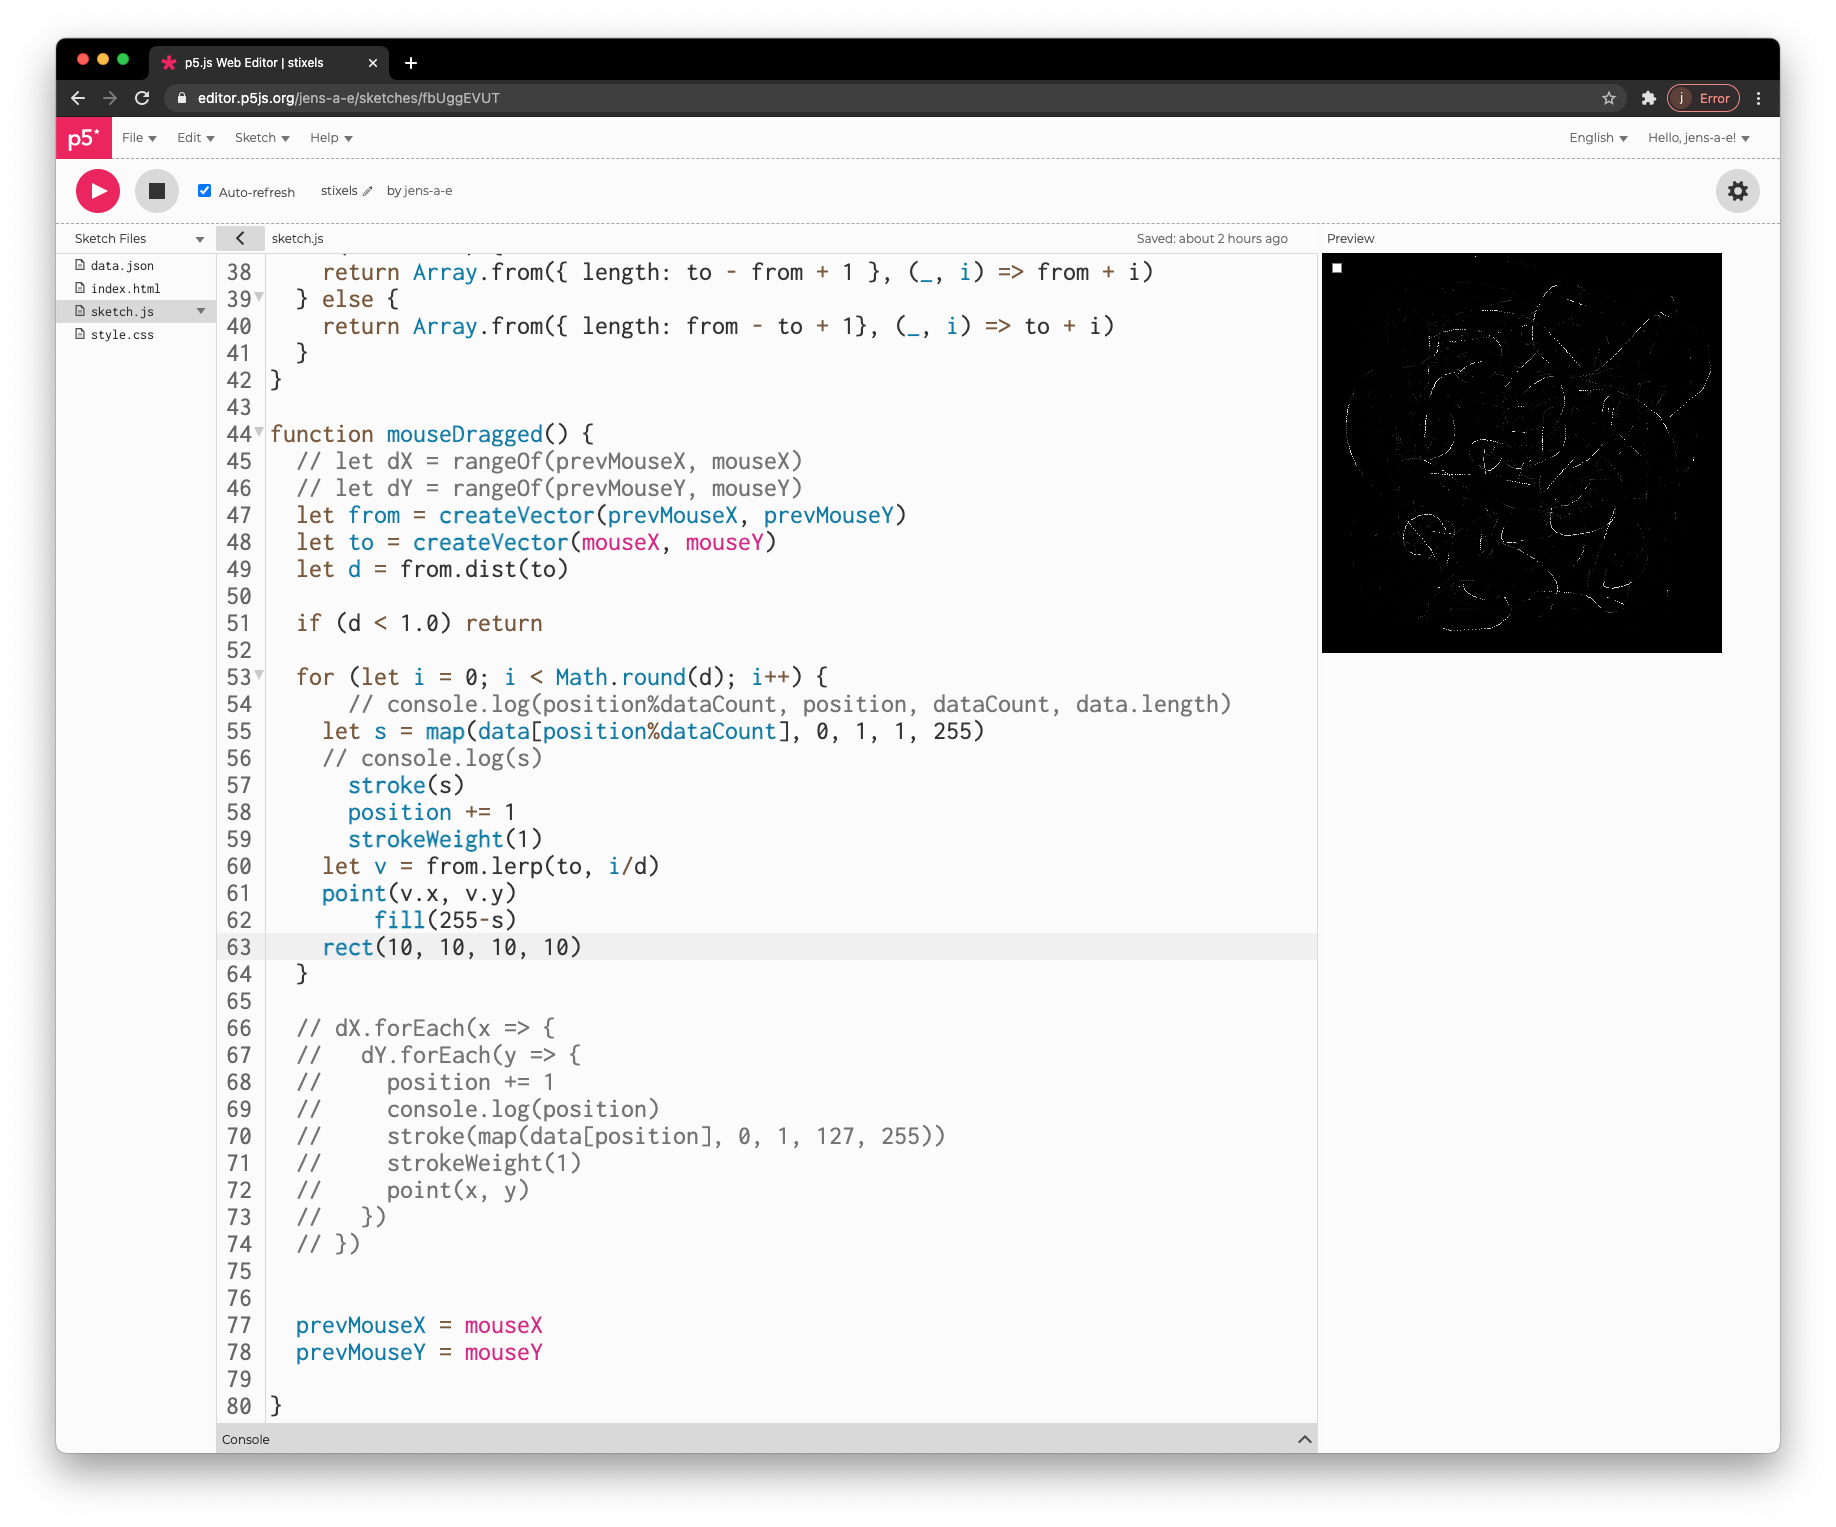 p5.js Web Editor | stixels
editor.p5js.org/jens-a-e/sketches/fbUggEVUT
j Error
p5* File Edit Sketch Help English Hello, jens-a-e!
Auto-refresh stixels by jens-a-e
Sketch Files sketch.js Saved: about 2 hours ago Preview
data.json
index.html
sketch.js
style.css
38     return Array.from({ length: to - from + 1 }, (_, i) => from + i)
39   } else {
40     return Array.from({ length: from - to + 1}, (_, i) => to + i)
41   }
42 }
43
44 function mouseDragged() {
45   // let dX = rangeOf(prevMouseX, mouseX)
46   // let dY = rangeOf(prevMouseY, mouseY)
47   let from = createVector(prevMouseX, prevMouseY)
48   let to = createVector(mouseX, mouseY)
49   let d = from.dist(to)
50
51   if (d < 1.0) return
52
53   for (let i = 0; i < Math.round(d); i++) {
54       // console.log(position%dataCount, position, dataCount, data.length)
55     let s = map(data[position%dataCount], 0, 1, 1, 255)
56     // console.log(s)
57       stroke(s)
58       position += 1
59       strokeWeight(1)
60     let v = from.lerp(to, i/d)
61     point(v.x, v.y)
62         fill(255-s)
63     rect(10, 10, 10, 10)
64   }
65
66   // dX.forEach(x => {
67   //   dY.forEach(y => {
68   //     position += 1
69   //     console.log(position)
70   //     stroke(map(data[position], 0, 1, 127, 255))
71   //     strokeWeight(1)
72   //     point(x, y)
73   //   })
74   // })
75
76
77   prevMouseX = mouseX
78   prevMouseY = mouseY
79
80 }
Console